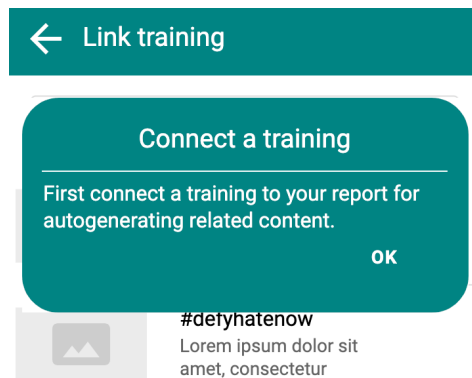 Link training
Connect a training
First connect a training to your report for
autogenerating related content.
OK
#defyhatenow
Lorem ipsum dolor sit
amet, consectetur